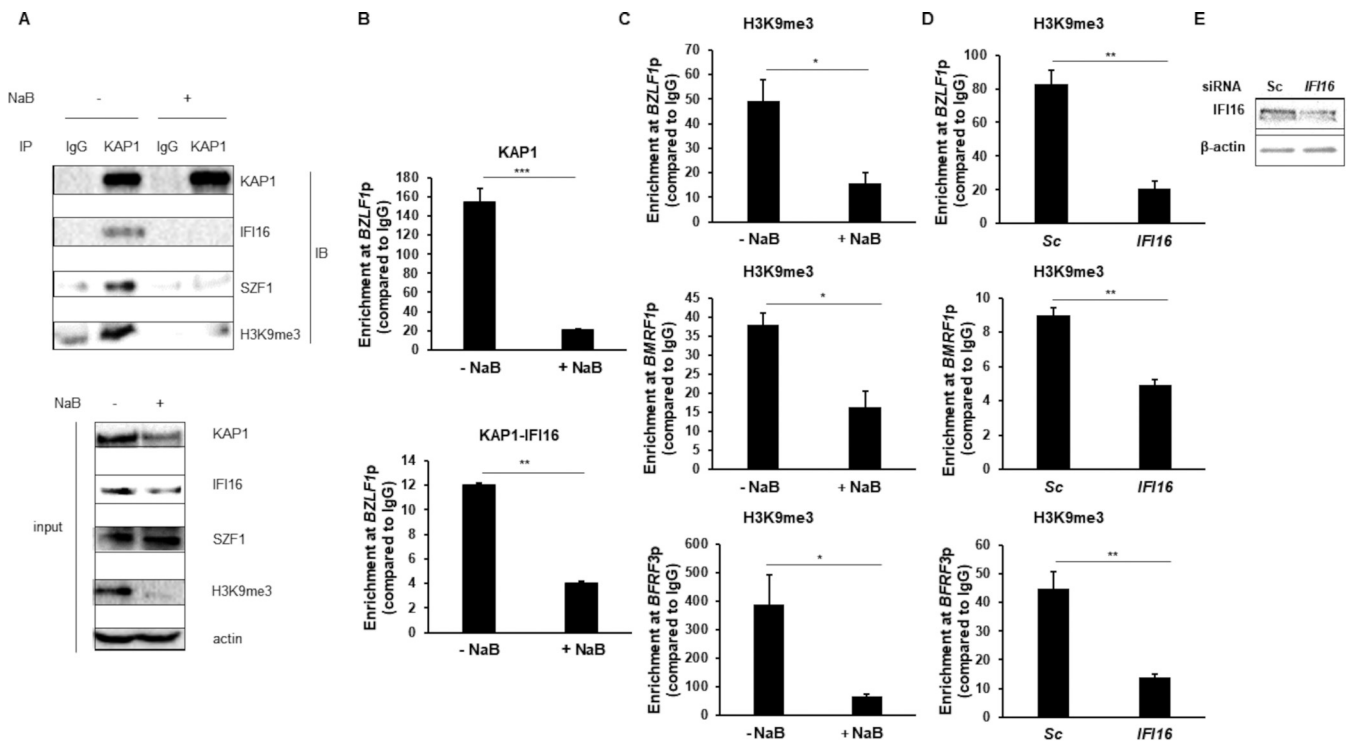 A
NaB - +
IP IgG KAP1 IgG KAP1
KAP1
IFI16
SZF1
H3K9me3
IB
NaB - +
KAP1
IFI16
SZF1
H3K9me3
actin
input
B
KAP1
Enrichment at BZLF1p
(compared to IgG)
180
160
140
120
100
80
60
40
20
0
***
- NaB + NaB
KAP1-IFI16
Enrichment at BZLF1p
(compared to IgG)
12
10
8
6
4
2
0
**
- NaB + NaB
C
H3K9me3
Enrichment at BZLF1p
(compared to IgG)
70
60
50
40
30
20
10
0
*
- NaB + NaB
H3K9me3
Enrichment at BMRF1p
(compared to IgG)
45
40
35
30
25
20
15
10
5
0
*
- NaB + NaB
H3K9me3
Enrichment at BFRF3p
(compared to IgG)
600
500
400
300
200
100
0
*
- NaB + NaB
D
H3K9me3
Enrichment at BZLF1p
(compared to IgG)
100
80
60
40
20
0
**
Sc IFI16
H3K9me3
Enrichment at BMRF1p
(compared to IgG)
10
8
6
4
2
0
**
Sc IFI16
H3K9me3
Enrichment at BFRF3p
(compared to IgG)
60
50
40
30
20
10
0
**
Sc IFI16
E
siRNA Sc IFI16
IFI16
β-actin